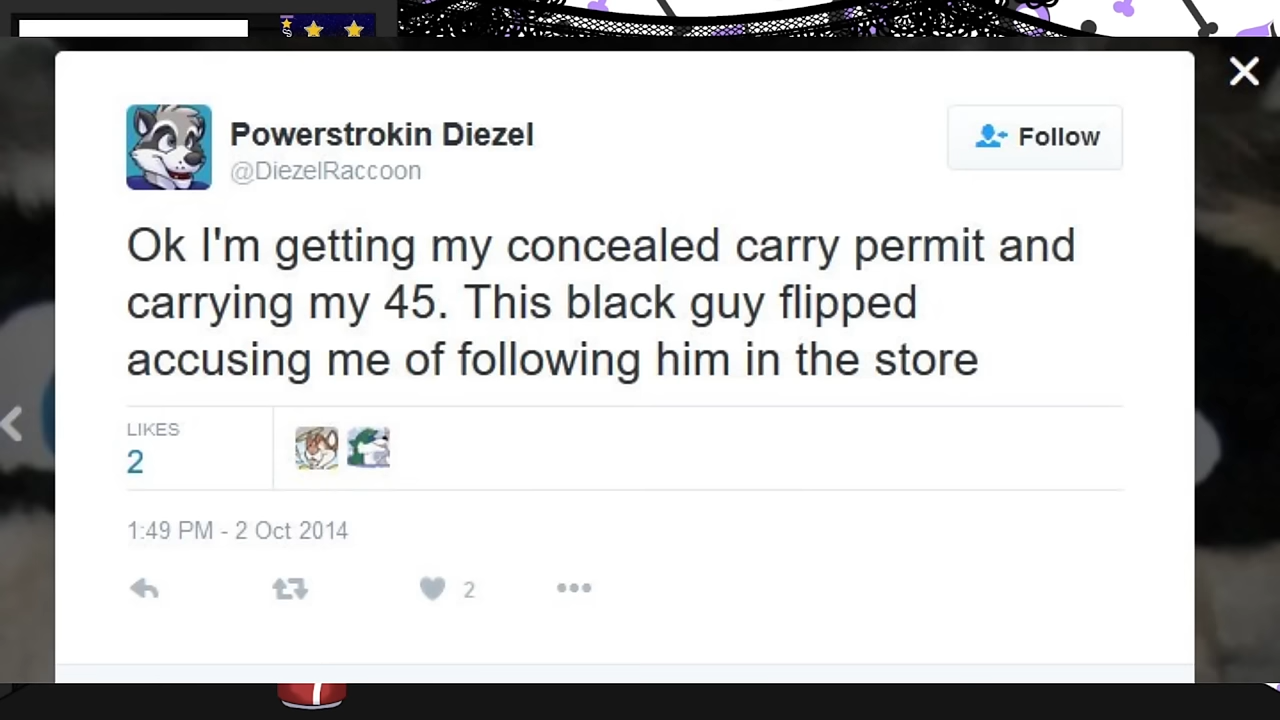 Powerstrokin Diezel
@DiezelRaccoon
Follow
Ok I'm getting my concealed carry permit and
carrying my 45. This black guy flipped
accusing me of following him in the store
LIKES
2
1:49 PM - 2 Oct 2014
2